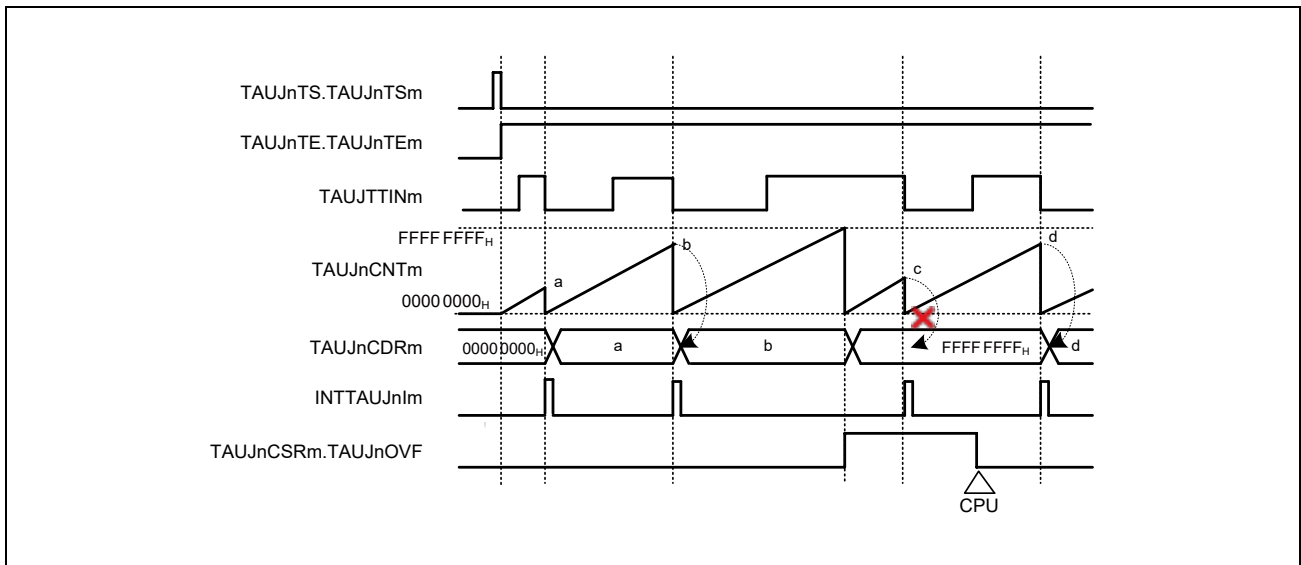 TAUJnTS.TAUJnTSm
TAUJnTE.TAUJnTEm
TAUJTTINm
FFFF FFFFH
b
d
TAUJnCNTm
a
c
0000 0000H
TAUJnCDRm
0000 0000H
a
b
FFFF FFFFH
d
INTTAUJnIm
TAUJnCSRm.TAUJnOVF
CPU